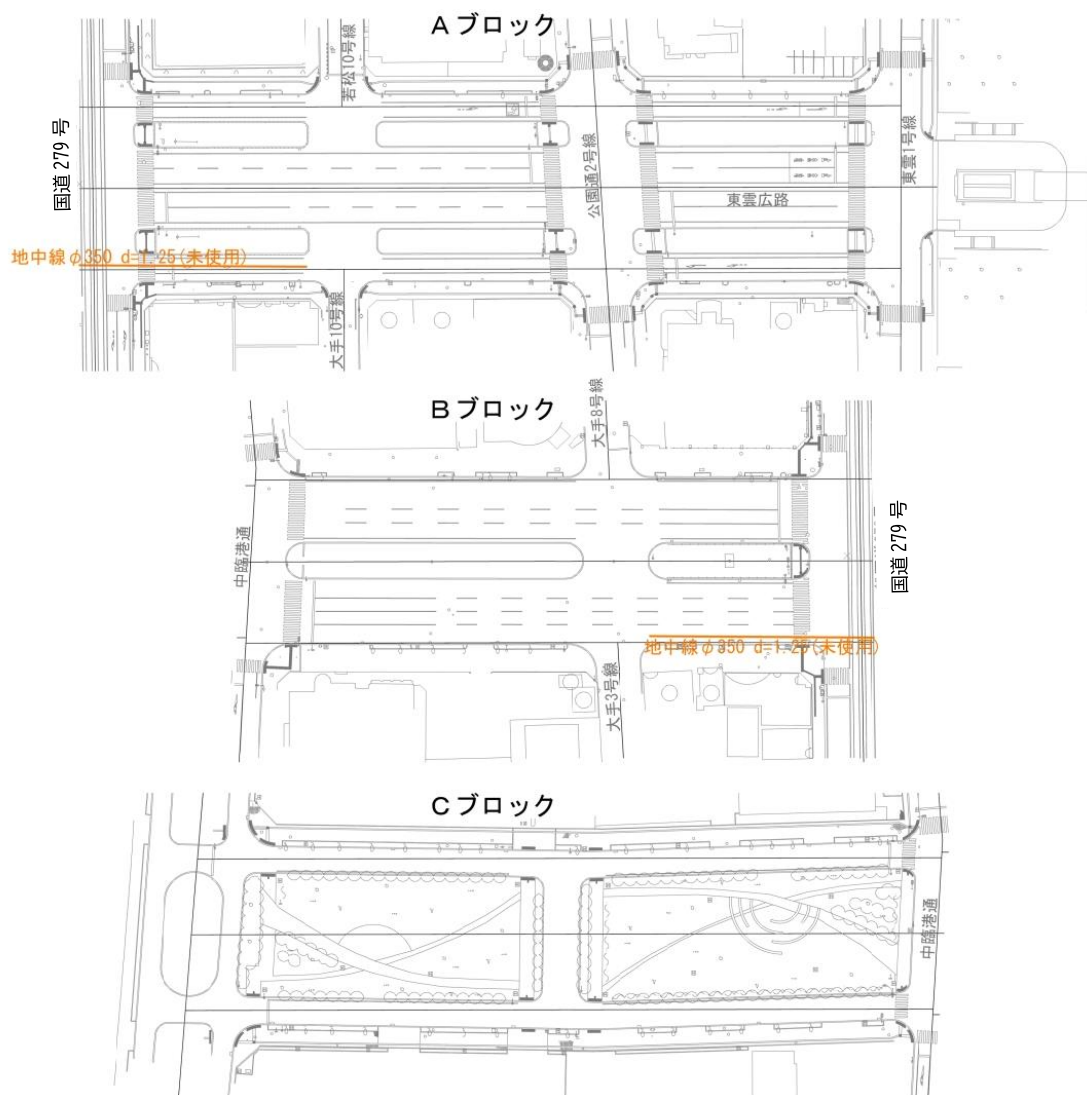 Aブロック
若松10号線
国道279号
公園通2号線
東雲1号線
東雲広路
地中線φ350 d=1.25(未使用)
大手10号線
Bブロック
大手8号線
中臨港通
国道279号
地中線φ350 d=1.25(未使用)
大手3号線
Cブロック
中臨港通